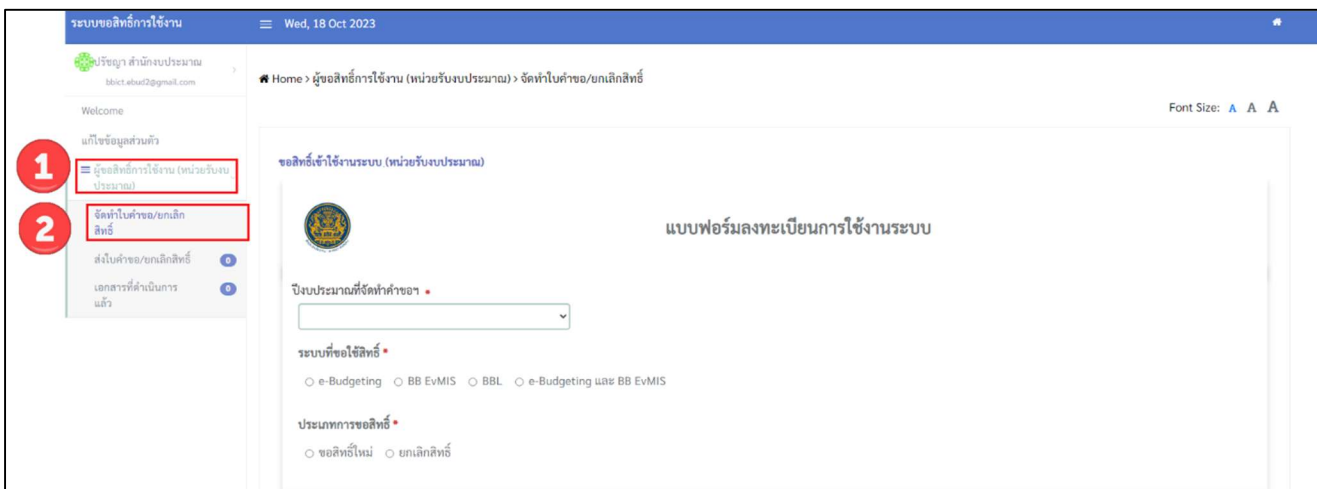 ระบบขอสิทธิ์การใช้งาน
Wed, 18 Oct 2023
ปรัชญา สำนักงบประมาณ
bbict.ebud2@gmail.com
Home › ผู้ขอสิทธิ์การใช้งาน (หน่วยรับงบประมาณ) › จัดทำใบคำขอ/ยกเลิกสิทธิ์
Welcome
Font Size: A A A
แก้ไขข้อมูลส่วนตัว
1
ผู้ขอสิทธิ์การใช้งาน (หน่วยรับงบ
ประมาณ)
ขอสิทธิ์เข้าใช้งานระบบ (หน่วยรับงบประมาณ)
2
จัดทำใบคำขอ/ยกเลิก
สิทธิ์
แบบฟอร์มลงทะเบียนการใช้งานระบบ
ส่งใบคำขอ/ยกเลิกสิทธิ์ 0
เอกสารที่ดำเนินการ
แล้ว 0
ปีงบประมาณที่จัดทำคำขอฯ *
ระบบที่ขอใช้สิทธิ์ *
e-Budgeting BB EvMIS BBL e-Budgeting และ BB EvMIS
ประเภทการขอสิทธิ์ *
ขอสิทธิ์ใหม่ ยกเลิกสิทธิ์